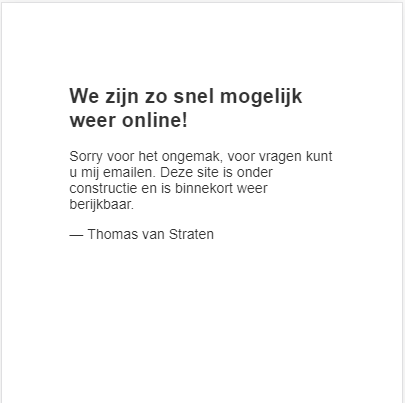 We zijn zo snel mogelijk
weer online!
Sorry voor het ongemak, voor vragen kunt
u mij emailen. Deze site is onder
constructie en is binnekort weer
berijkbaar.
— Thomas van Straten